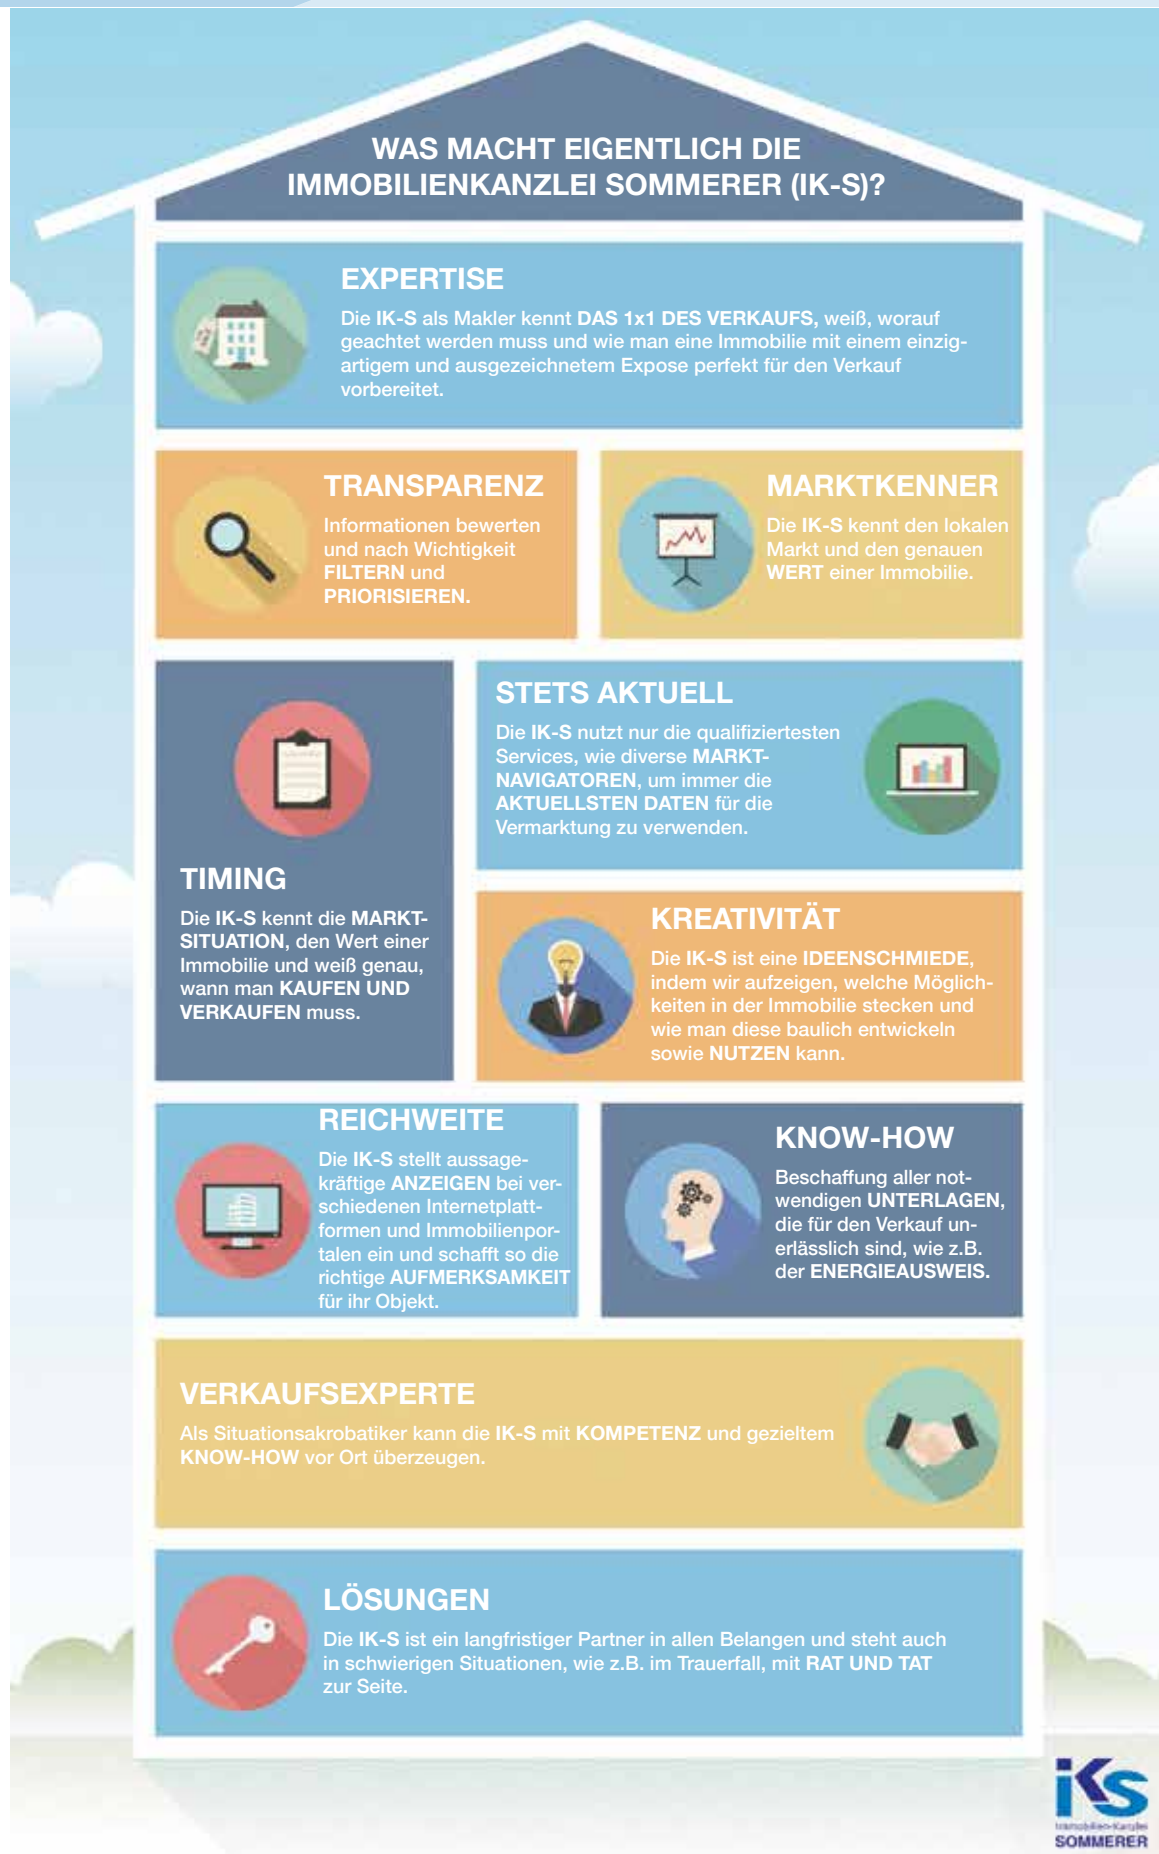 WAS MACHT EIGENTLICH DIE
IMMOBILIENKANZLEI SOMMERER (IK-S)?
EXPERTISE
Die IK-S als Makler kennt DAS 1x1 DES VERKAUFS, weiß, worauf
geachtet werden muss und wie man eine Immobilie mit einem einzig-
artigem und ausgezeichnetem Expose perfekt für den Verkauf
vorbereitet.
TRANSPARENZ
Informationen bewerten
und nach Wichtigkeit
FILTERN und
PRIORISIEREN.
MARKTKENNER
Die IK-S kennt den lokalen
Markt und den genauen
WERT einer Immobilie.
TIMING
Die IK-S kennt die MARKT-
SITUATION, den Wert einer
Immobilie und weiß genau,
wann man KAUFEN UND
VERKAUFEN muss.
STETS AKTUELL
Die IK-S nutzt nur die qualifiziertesten
Services, wie diverse MARKT-
NAVIGATOREN, um immer die
AKTUELLSTEN DATEN für die
Vermarktung zu verwenden.
KREATIVITÄT
Die IK-S ist eine IDEENSCHMIEDE,
indem wir aufzeigen, welche Möglich-
keiten in der Immobilie stecken und
wie man diese baulich entwickeln
sowie NUTZEN kann.
REICHWEITE
Die IK-S stellt aussage-
kräftige ANZEIGEN bei ver-
schiedenen Internetplatt-
formen und Immobilienpor-
talen ein und schafft so die
richtige AUFMERKSAMKEIT
für ihr Objekt.
KNOW-HOW
Beschaffung aller not-
wendigen UNTERLAGEN,
die für den Verkauf un-
erlässlich sind, wie z.B.
der ENERGIEAUSWEIS.
VERKAUFSEXPERTE
Als Situationsakrobatiker kann die IK-S mit KOMPETENZ und gezieltem
KNOW-HOW vor Ort überzeugen.
LÖSUNGEN
Die IK-S ist ein langfristiger Partner in allen Belangen und steht auch
in schwierigen Situationen, wie z.B. im Trauerfall, mit RAT UND TAT
zur Seite.
iKS
Immobilien-Kanzlei
SOMMERER